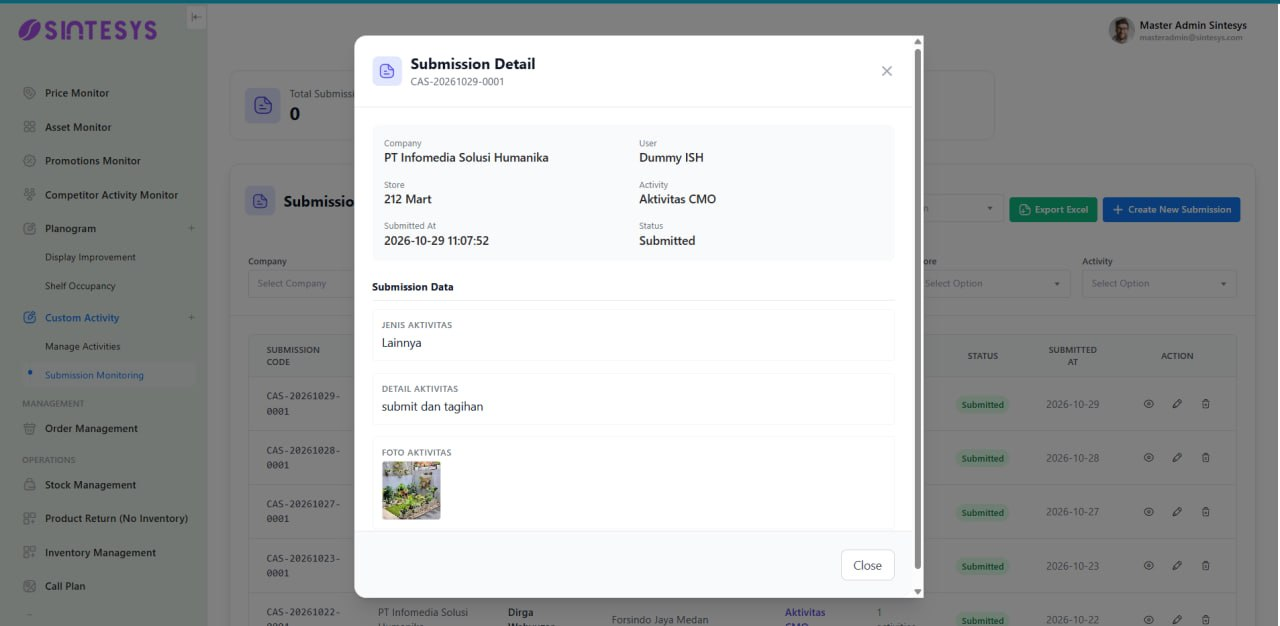 SINTESYS
Master Admin Sintesys
masteradmin@sintesys.com
Price Monitor
Asset Monitor
Promotions Monitor
Competitor Activity Monitor
Planogram
Display Improvement
Shelf Occupancy
Custom Activity
Manage Activities
Submission Monitoring
MANAGEMENT
Order Management
OPERATIONS
Stock Management
Product Return (No Inventory)
Inventory Management
Call Plan
Total Submissi
0
Submissio
Export Excel
+ Create New Submission
Company
Select Company
ore
Select Option
Activity
Select Option
SUBMISSION
CODE
STATUS
SUBMITTED
AT
ACTION
CAS-20261029-
0001
Submitted
2026-10-29
CAS-20261028-
0001
Submitted
2026-10-28
CAS-20261027-
0001
Submitted
2026-10-27
CAS-20261023-
0001
Submitted
2026-10-23
CAS-20261022-
PT Infomedia Solusi
Dirga
Forsindo Jaya Medan
Aktivitas
1
Submitted
2026-10-22
Submission Detail
CAS-20261029-0001
Company
PT Infomedia Solusi Humanika
User
Dummy ISH
Store
212 Mart
Activity
Aktivitas CMO
Submitted At
2026-10-29 11:07:52
Status
Submitted
Submission Data
JENIS AKTIVITAS
Lainnya
DETAIL AKTIVITAS
submit dan tagihan
FOTO AKTIVITAS
Close